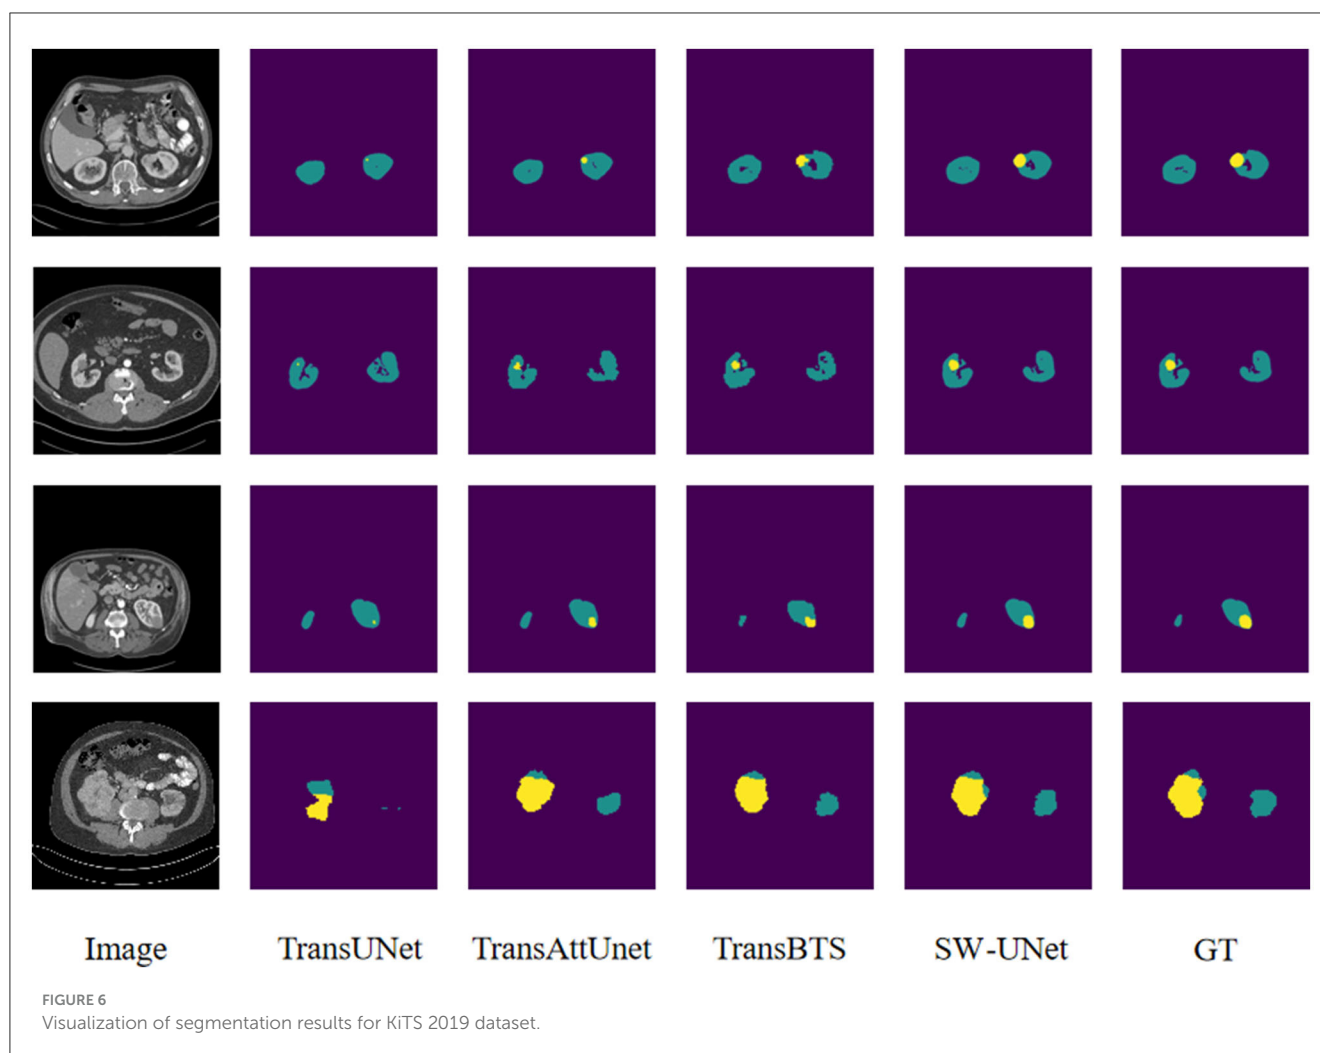 Image TransUNet TransAttUnet TransBTS SW-UNet GT
FIGURE 6
Visualization of segmentation results for KiTS 2019 dataset.